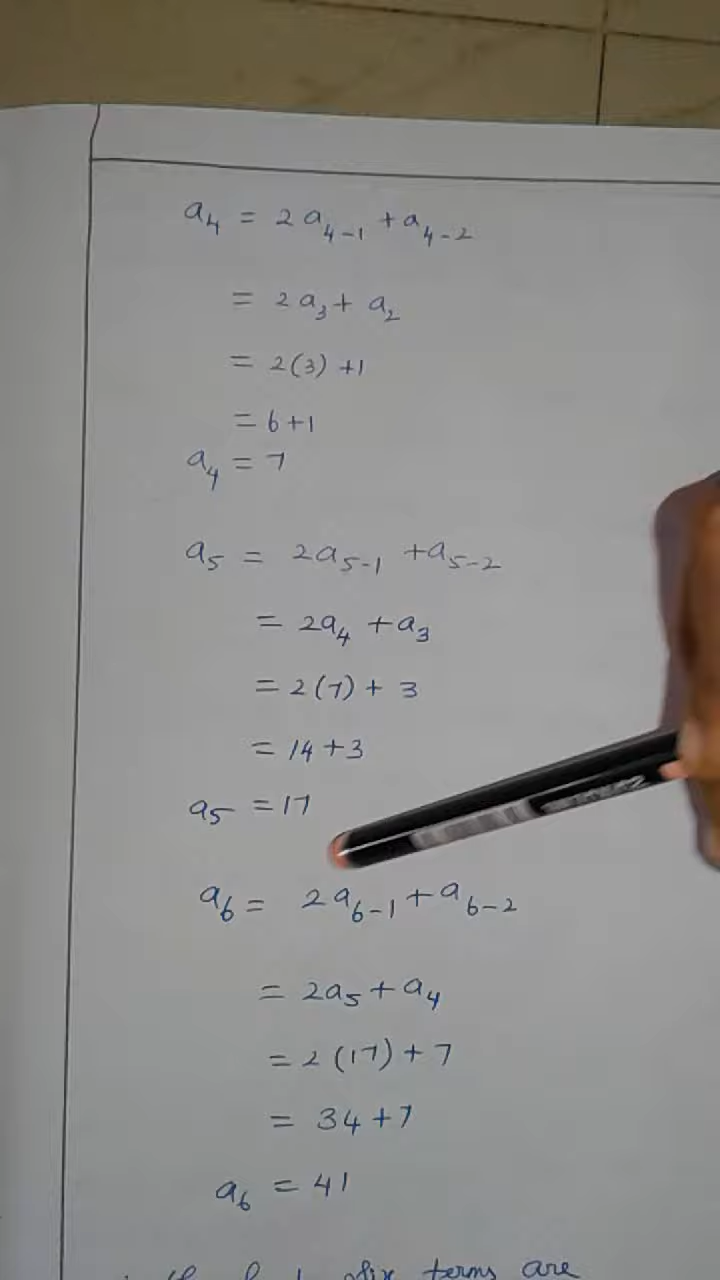 a₄ = 2a₄₋₁ + a₄₋₂
= 2a₃ + a₂
= 2(3) + 1
= 6 + 1
a₄ = 7
a₅ = 2a₅₋₁ + a₅₋₂
= 2a₄ + a₃
= 2(7) + 3
= 14 + 3
a₅ = 17
a₆ = 2a₆₋₁ + a₆₋₂
= 2a₅ + a₄
= 2(17) + 7
= 34 + 7
a₆ = 41
six terms are